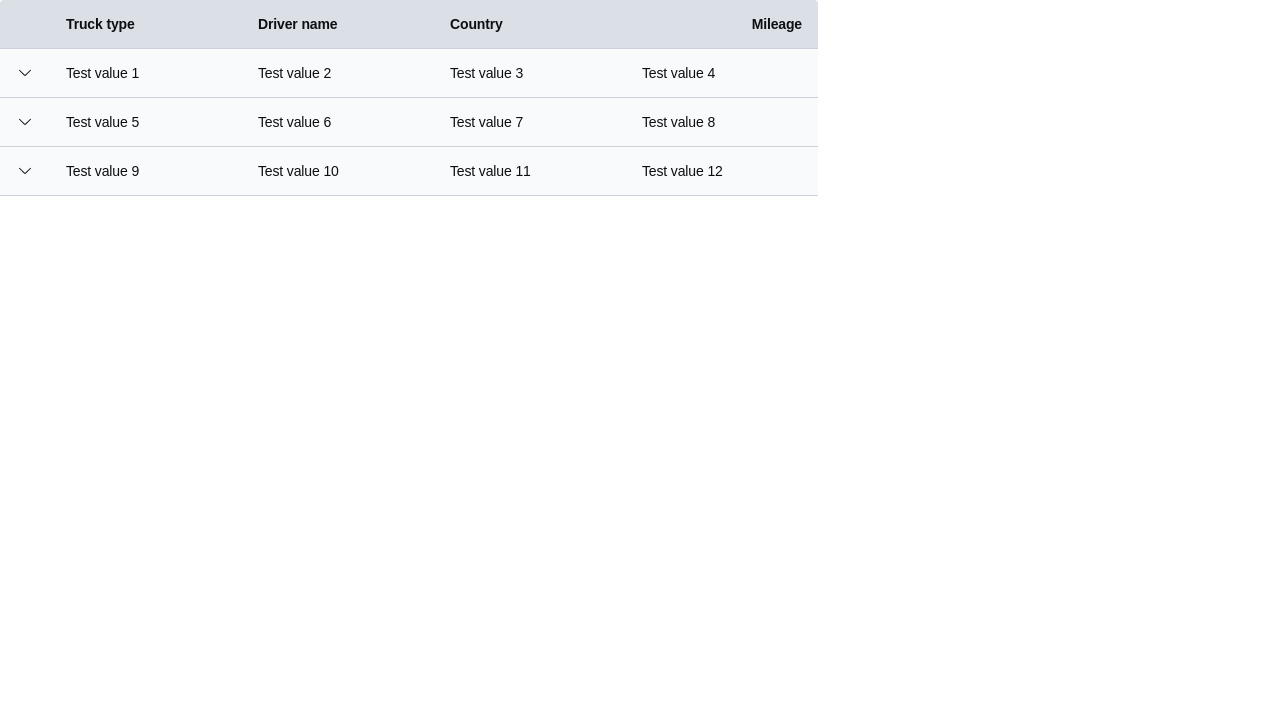 Truck type Driver name Country Mileage
Test value 1 Test value 2 Test value 3 Test value 4
Test value 5 Test value 6 Test value 7 Test value 8
Test value 9 Test value 10 Test value 11 Test value 12